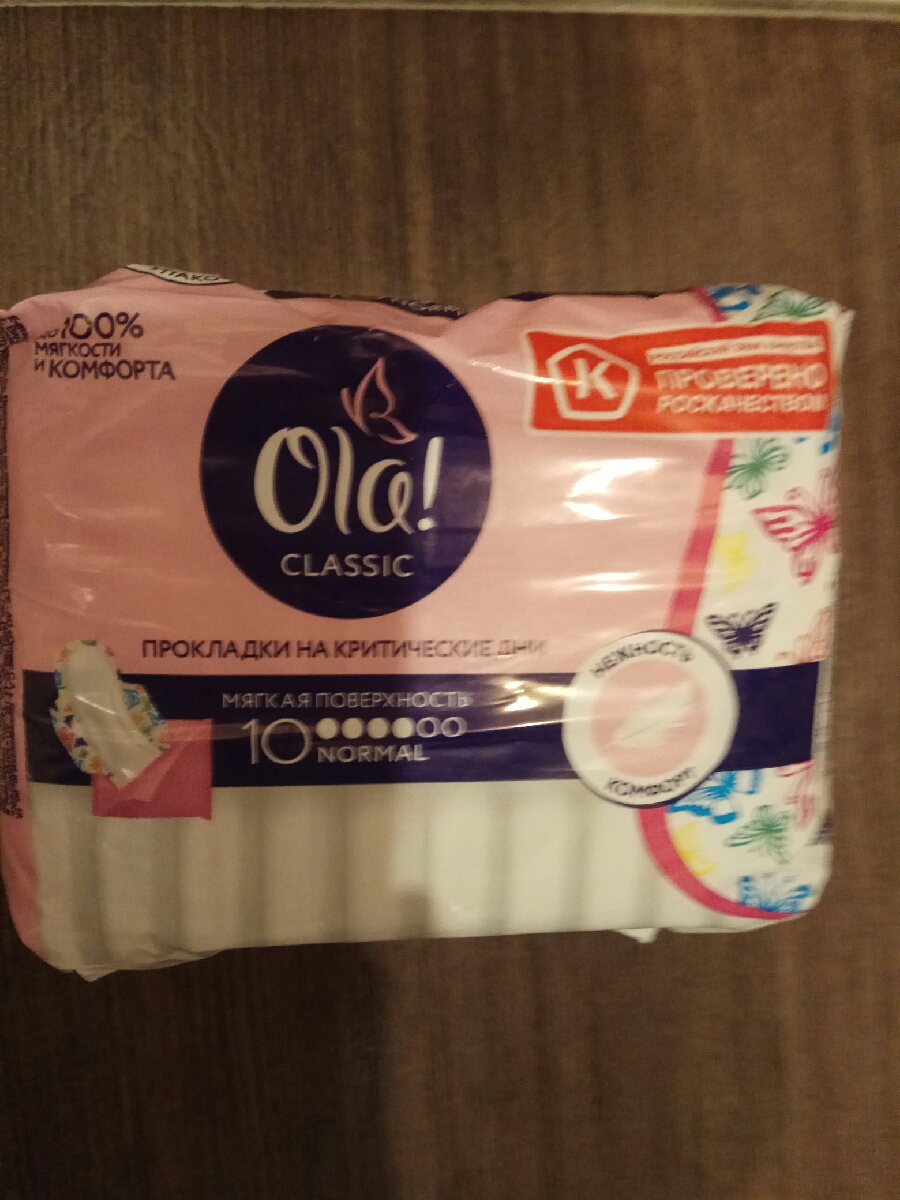 100%
МЯГКОСТИ
И КОМФОРТА
Ola!
CLASSIC
К
ПРОВЕРЕНО
РОСКАЧЕСТВОМ
ПРОКЛАДКИ НА КРИТИЧЕСКИЕ ДНИ
МЯГКАЯ ПОВЕРХНОСТЬ
10
NORMAL
НЕЖНОСТЬ
КОМФОРТ